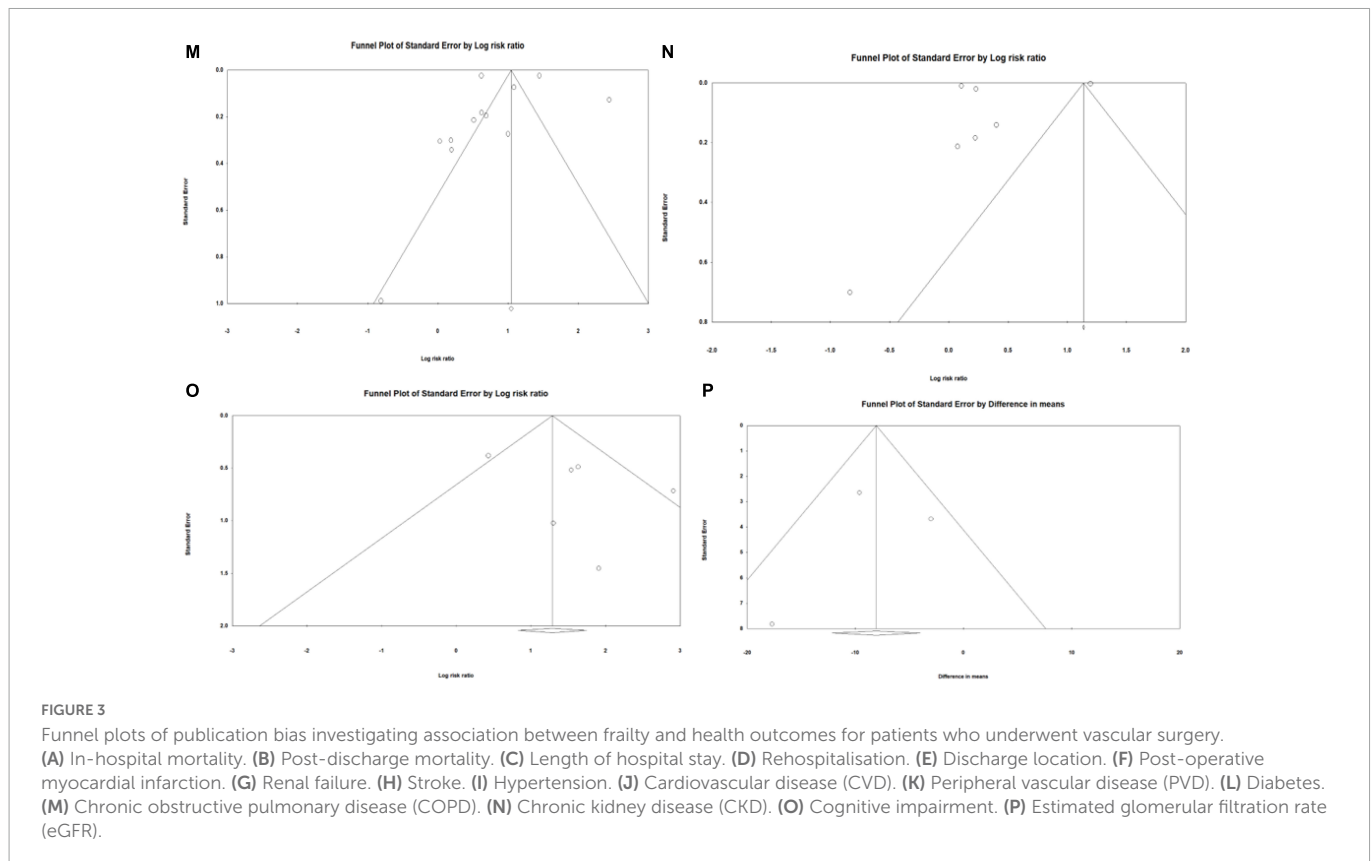 M
Funnel Plot of Standard Error by Log risk ratio
0.0
0.2
0.4
0.6
0.8
1.0
Standard Error
-3
-2
-1
0
1
2
3
Log risk ratio
N
Funnel Plot of Standard Error by Log risk ratio
0.0
0.2
0.4
0.6
0.8
Standard Error
-2.0
-1.5
-1.0
-0.5
0.0
0.5
1.0
1.5
2.0
Log risk ratio
O
Funnel Plot of Standard Error by Log risk ratio
0.0
0.5
1.0
1.5
2.0
Standard Error
-3
-2
-1
0
1
2
3
Log risk ratio
P
Funnel Plot of Standard Error by Difference in means
0
1
2
3
4
5
6
7
8
Standard Error
-20
-10
0
10
20
Difference in means
FIGURE 3
Funnel plots of publication bias investigating association between frailty and health outcomes for patients who underwent vascular surgery.
(A) In-hospital mortality. (B) Post-discharge mortality. (C) Length of hospital stay. (D) Rehospitalisation. (E) Discharge location. (F) Post-operative
myocardial infarction. (G) Renal failure. (H) Stroke. (I) Hypertension. (J) Cardiovascular disease (CVD). (K) Peripheral vascular disease (PVD). (L) Diabetes.
(M) Chronic obstructive pulmonary disease (COPD). (N) Chronic kidney disease (CKD). (O) Cognitive impairment. (P) Estimated glomerular filtration rate
(eGFR).